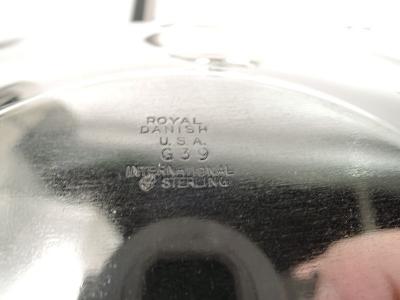 ROYAL
DANISH
U.S.A.
G39
INTERNATIONAL
STERLING